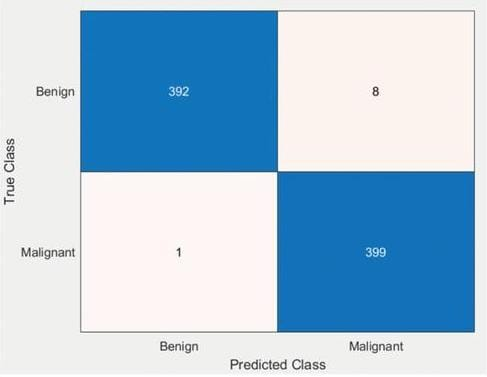 True Class
Benign
392
8
Malignant
1
399
Benign
Malignant
Predicted Class